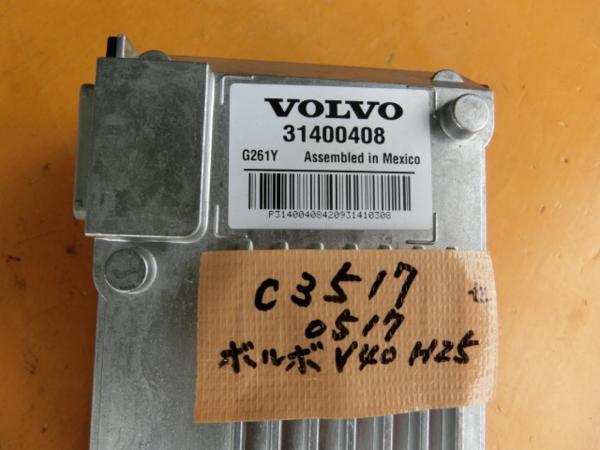 VOLVO
31400408
G261Y Assembled in Mexico
P31400408420931410308
C3517
0517
ボルボ V40 H25